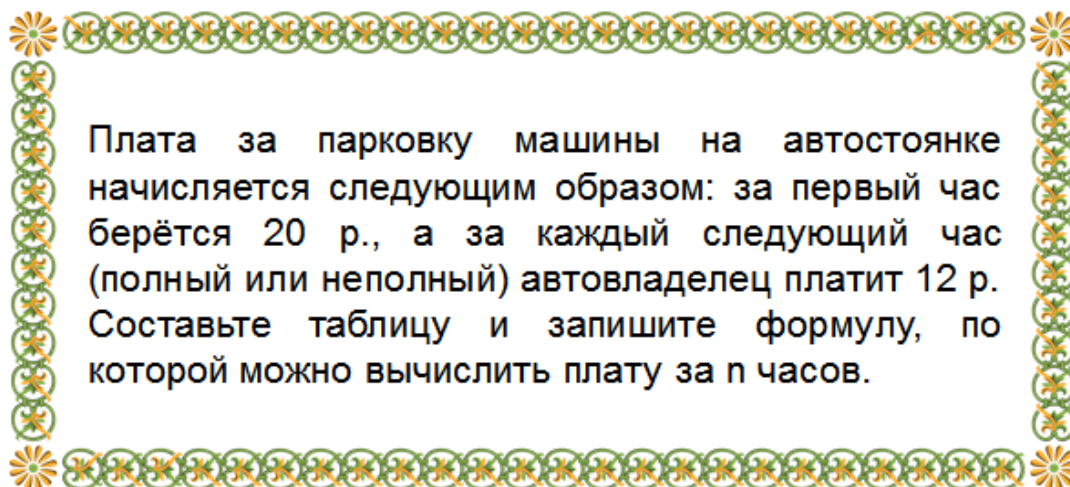 Плата за парковку машины на автостоянке
начисляется следующим образом: за первый час
берётся 20 р., а за каждый следующий час
(полный или неполный) автовладелец платит 12 р.
Составьте таблицу и запишите формулу, по
которой можно вычислить плату за n часов.